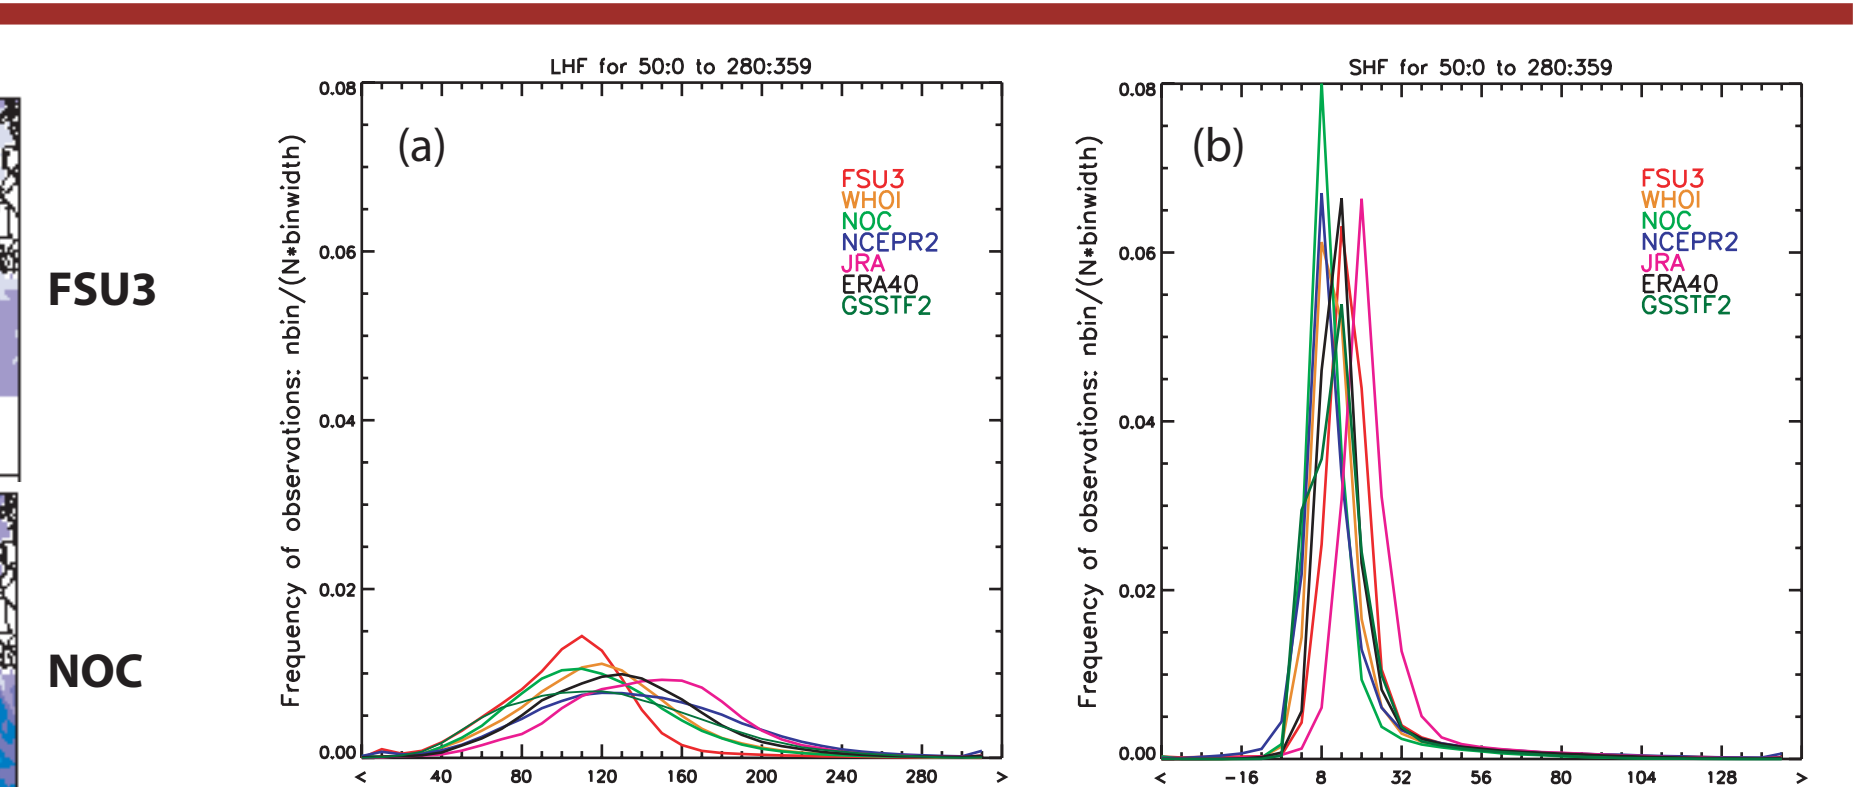 FSU3
NOC
LHF for 50:0 to 280:359
(a)
Frequency of observations: nbin/(N*binwidth)
0.08
0.06
0.04
0.02
0.00
FSU3
WHOI
NOC
NCEPR2
JRA
ERA40
GSSTF2
< 40 80 120 160 200 240 280 >
SHF for 50:0 to 280:359
(b)
Frequency of observations: nbin/(N*binwidth)
0.08
0.06
0.04
0.02
0.00
FSU3
WHOI
NOC
NCEPR2
JRA
ERA40
GSSTF2
< -16 8 32 56 80 104 128 >